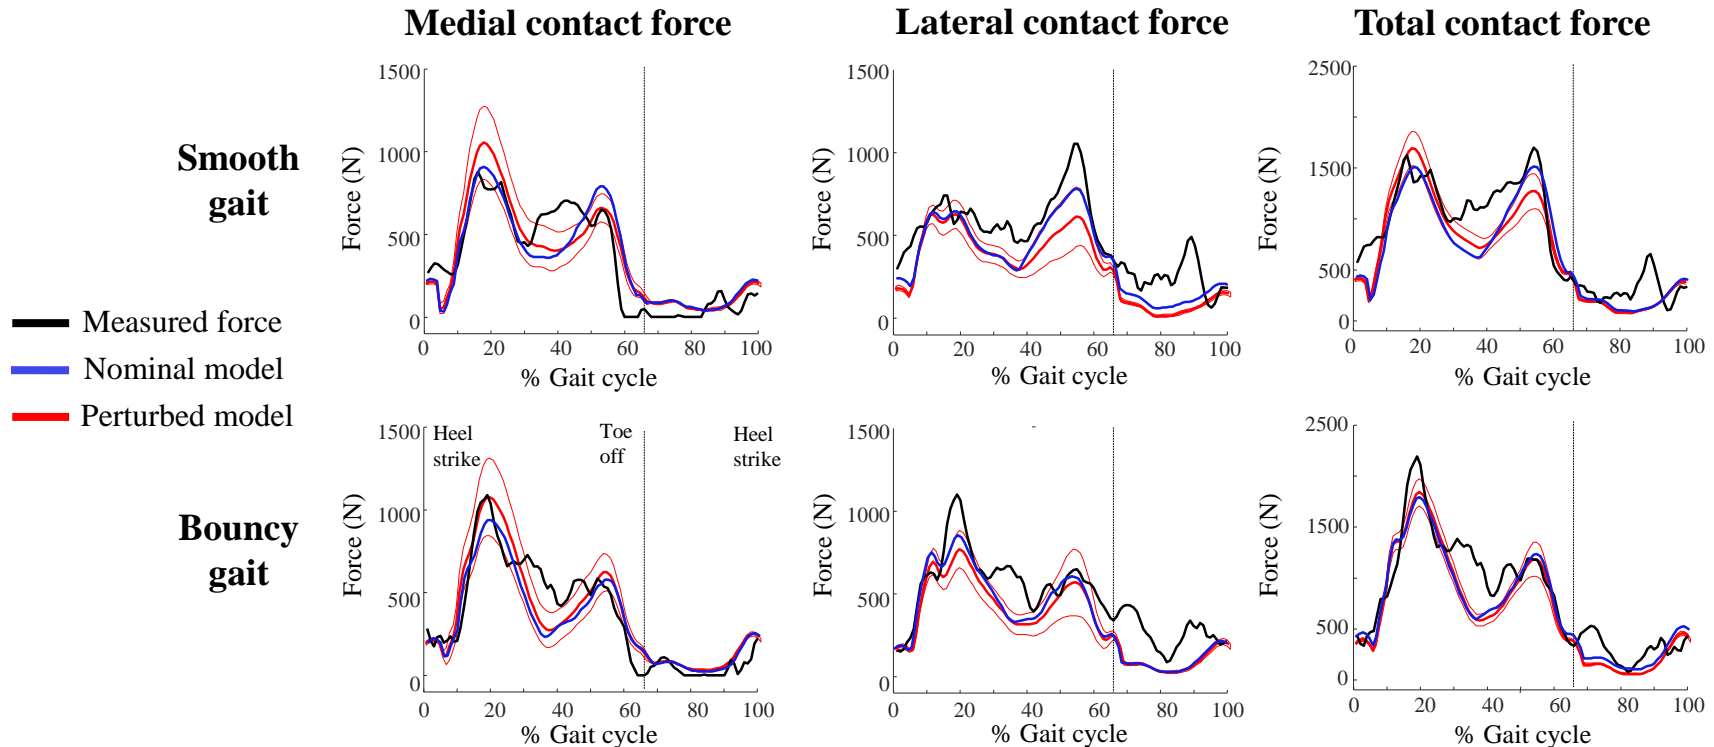 Medial contact force
Lateral contact force
Total contact force
Smooth
gait
Force (N)
1500
1000
500
0
0 20 40 60 80 100
% Gait cycle
Force (N)
1500
1000
500
0
0 20 40 60 80 100
% Gait cycle
Force (N)
2500
1500
500
0
0 20 40 60 80 100
% Gait cycle
Measured force
Nominal model
Perturbed model
Bouncy
gait
Force (N)
1500
1000
500
0
Heel
strike
Toe
off
Heel
strike
0 20 40 60 80 100
% Gait cycle
Force (N)
1500
1000
500
0
0 20 40 60 80 100
% Gait cycle
Force (N)
2500
1500
500
0
0 20 40 60 80 100
% Gait cycle